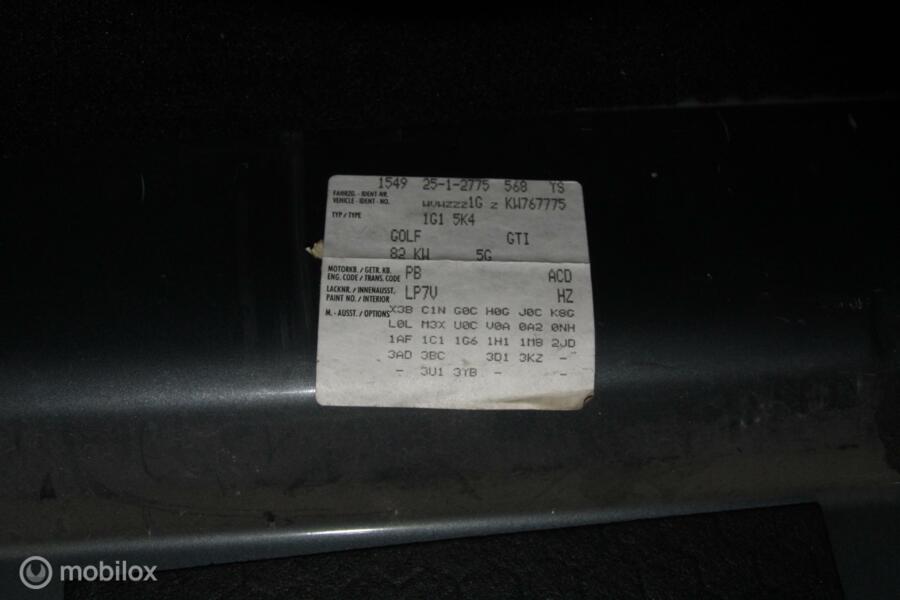 1549 25-1-2775 568 YS
FAHRZG. - IDENT NR.
VEHICLE - IDENT - NO. WVWZZZ1G Z KW767775
TYP / TYPE 1G1 5K4
GOLF GTI
82 KW 5G
MOTORKB. / GETR. KB.
ENG. CODE / TRANS. CODE PB ACD
LACKNR. / INNENAUSST.
PAINT NO. / INTERIOR LP7V HZ
M. - AUSST. / OPTIONS X3B C1N G0C H0G J0C K8G
L0L M3X U0C V0A 0A2 0NH
1AF 1C1 1G6 1H1 1M8 2JD
3AD 3BC 3D1 3KZ -
- 3U1 3YB - -
mobilox